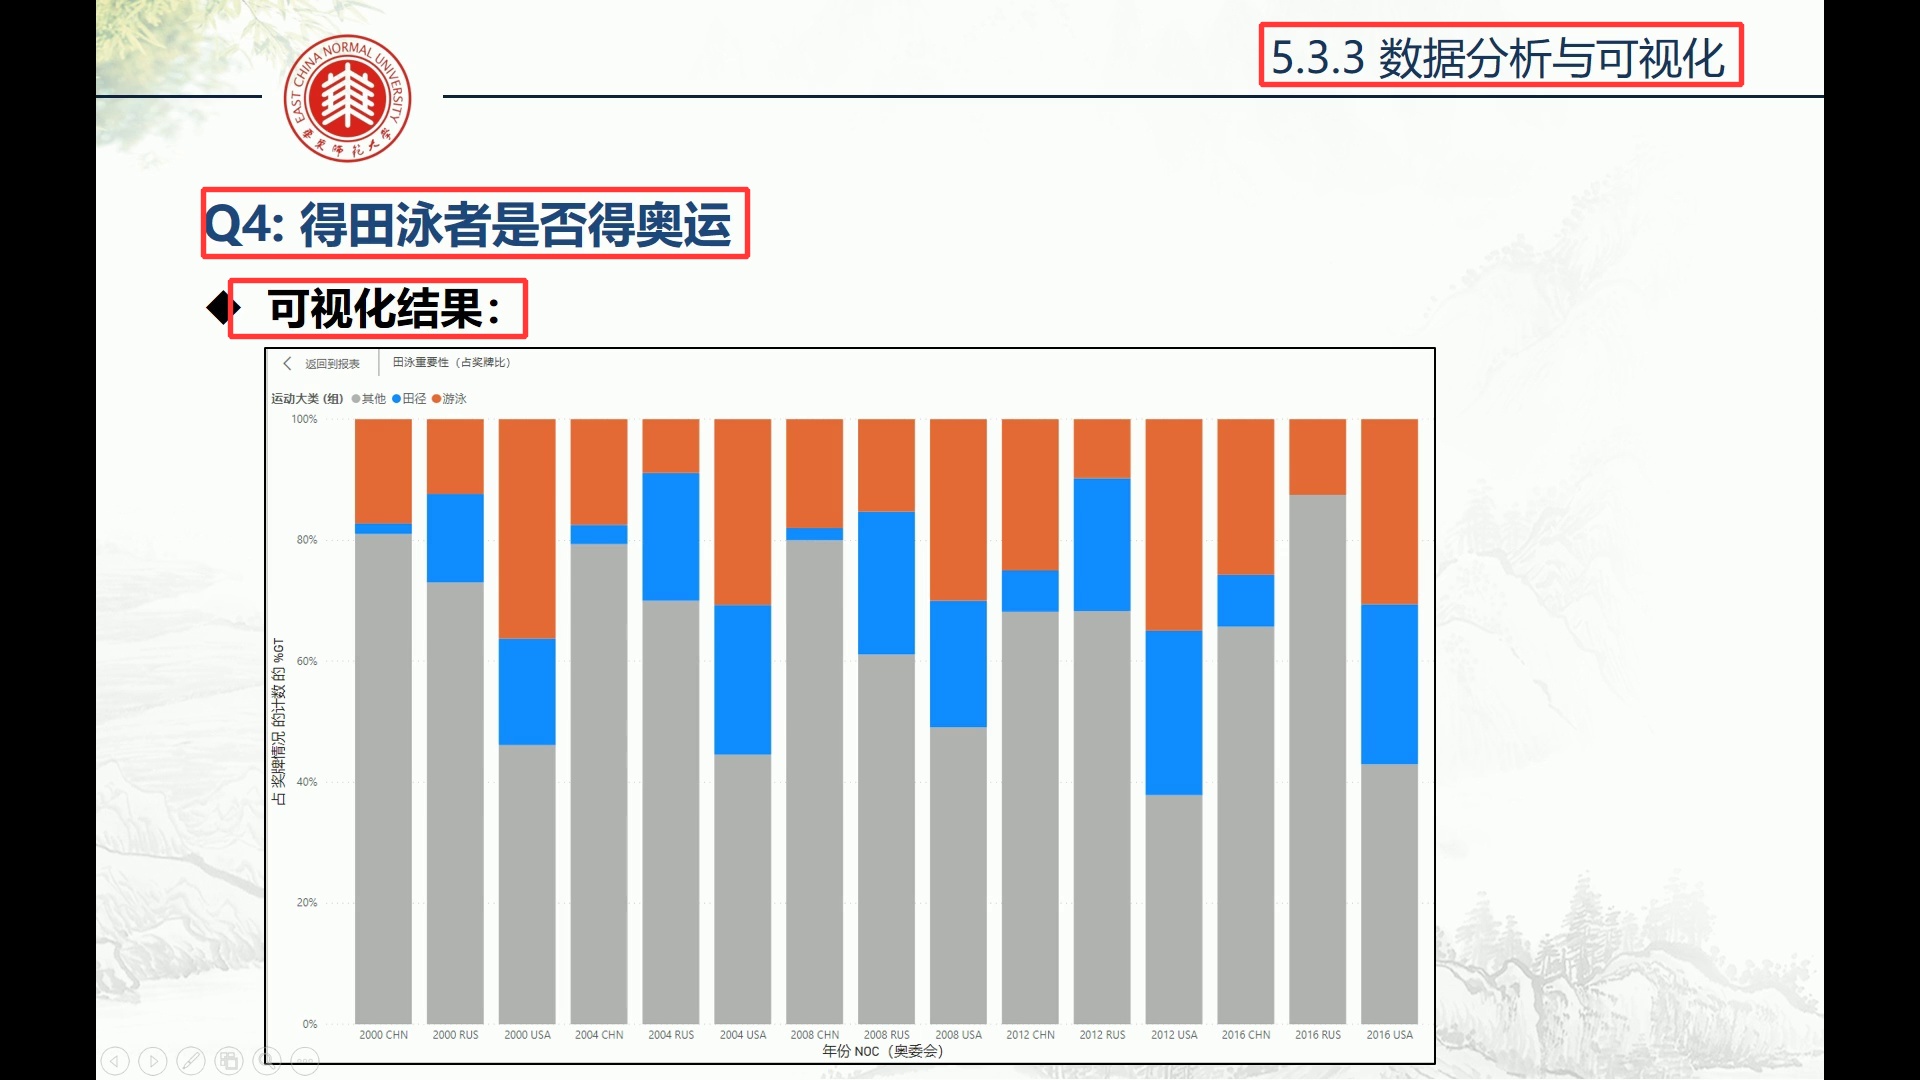 5.3.3 数据分析与可视化
EAST CHINA NORMAL UNIVERSITY
华东师范大学
Q4: 得田泳者是否得奥运
◆ 可视化结果：
返回到报表 田泳重要性（占奖牌比）
运动大类 (组) 其他 田径 游泳
100%
80%
60%
40%
20%
0%
占 奖牌情况 的计数 的 %GT
2000 CHN 2000 RUS 2000 USA 2004 CHN 2004 RUS 2004 USA 2008 CHN 2008 RUS 2008 USA 2012 CHN 2012 RUS 2012 USA 2016 CHN 2016 RUS 2016 USA
年份 NOC（奥委会）